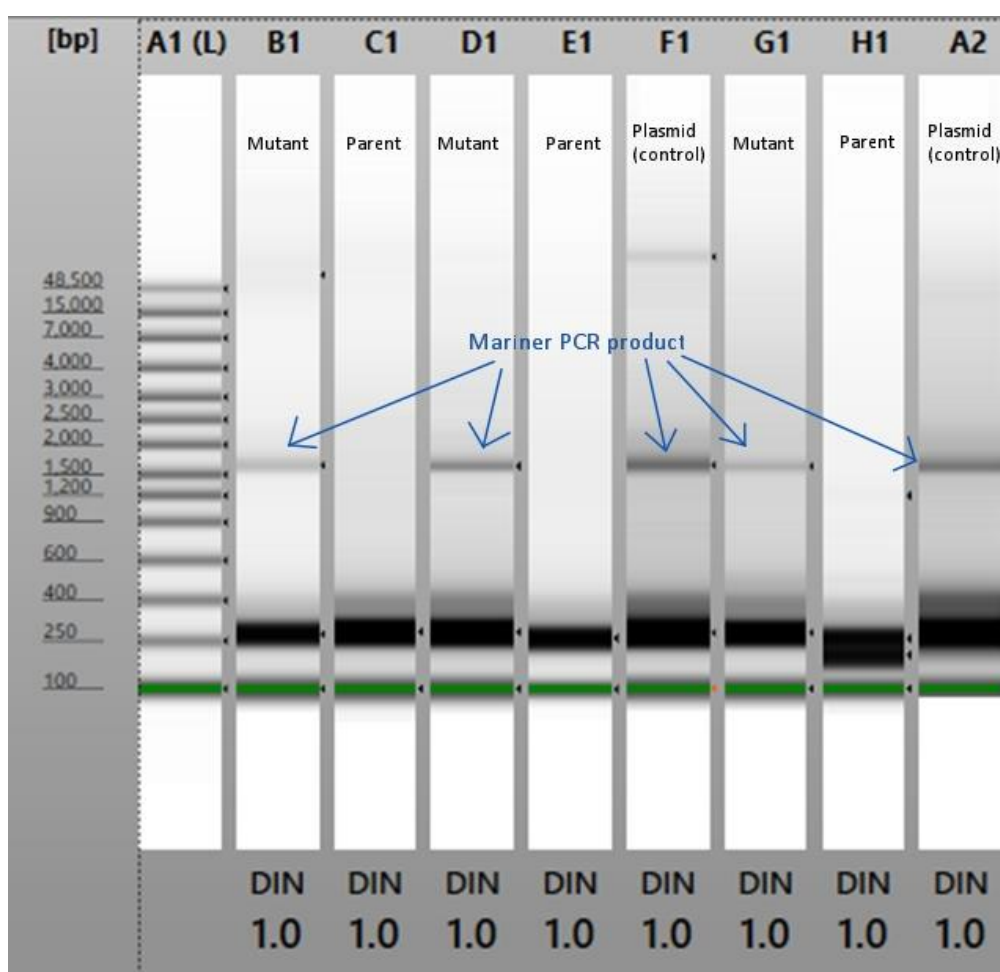 [bp] A1 (L) B1 C1 D1 E1 F1 G1 H1 A2
Mutant Parent Mutant Parent Plasmid (control) Mutant Parent Plasmid (control)
48,500
15,000
7,000
4,000
Mariner PCR product
3,000
2,500
2,000
1,500
1,200
900
600
400
250
100
DIN DIN DIN DIN DIN DIN DIN DIN
1.0 1.0 1.0 1.0 1.0 1.0 1.0 1.0